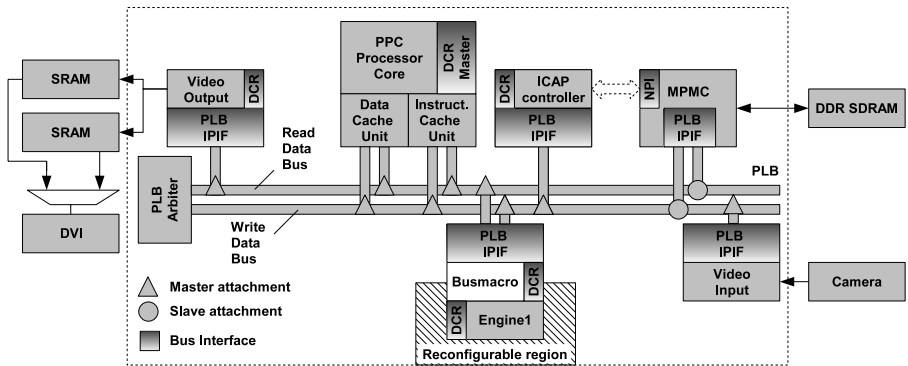 SRAM
SRAM
DVI
Video
Output
DCR
PLB
IPIF
PPC
Processor
Core
DCR
Master
Data
Cache
Unit
Instruct.
Cache
Unit
DCR
ICAP
controller
PLB
IPIF
NPI
MPMC
PLB
IPIF
DDR SDRAM
Read
Data
Bus
PLB
PLB
Arbiter
Write
Data
Bus
PLB
IPIF
Busmacro
DCR
DCR
Engine1
Reconfigurable region
PLB
IPIF
Video
Input
Camera
Master attachment
Slave attachment
Bus Interface